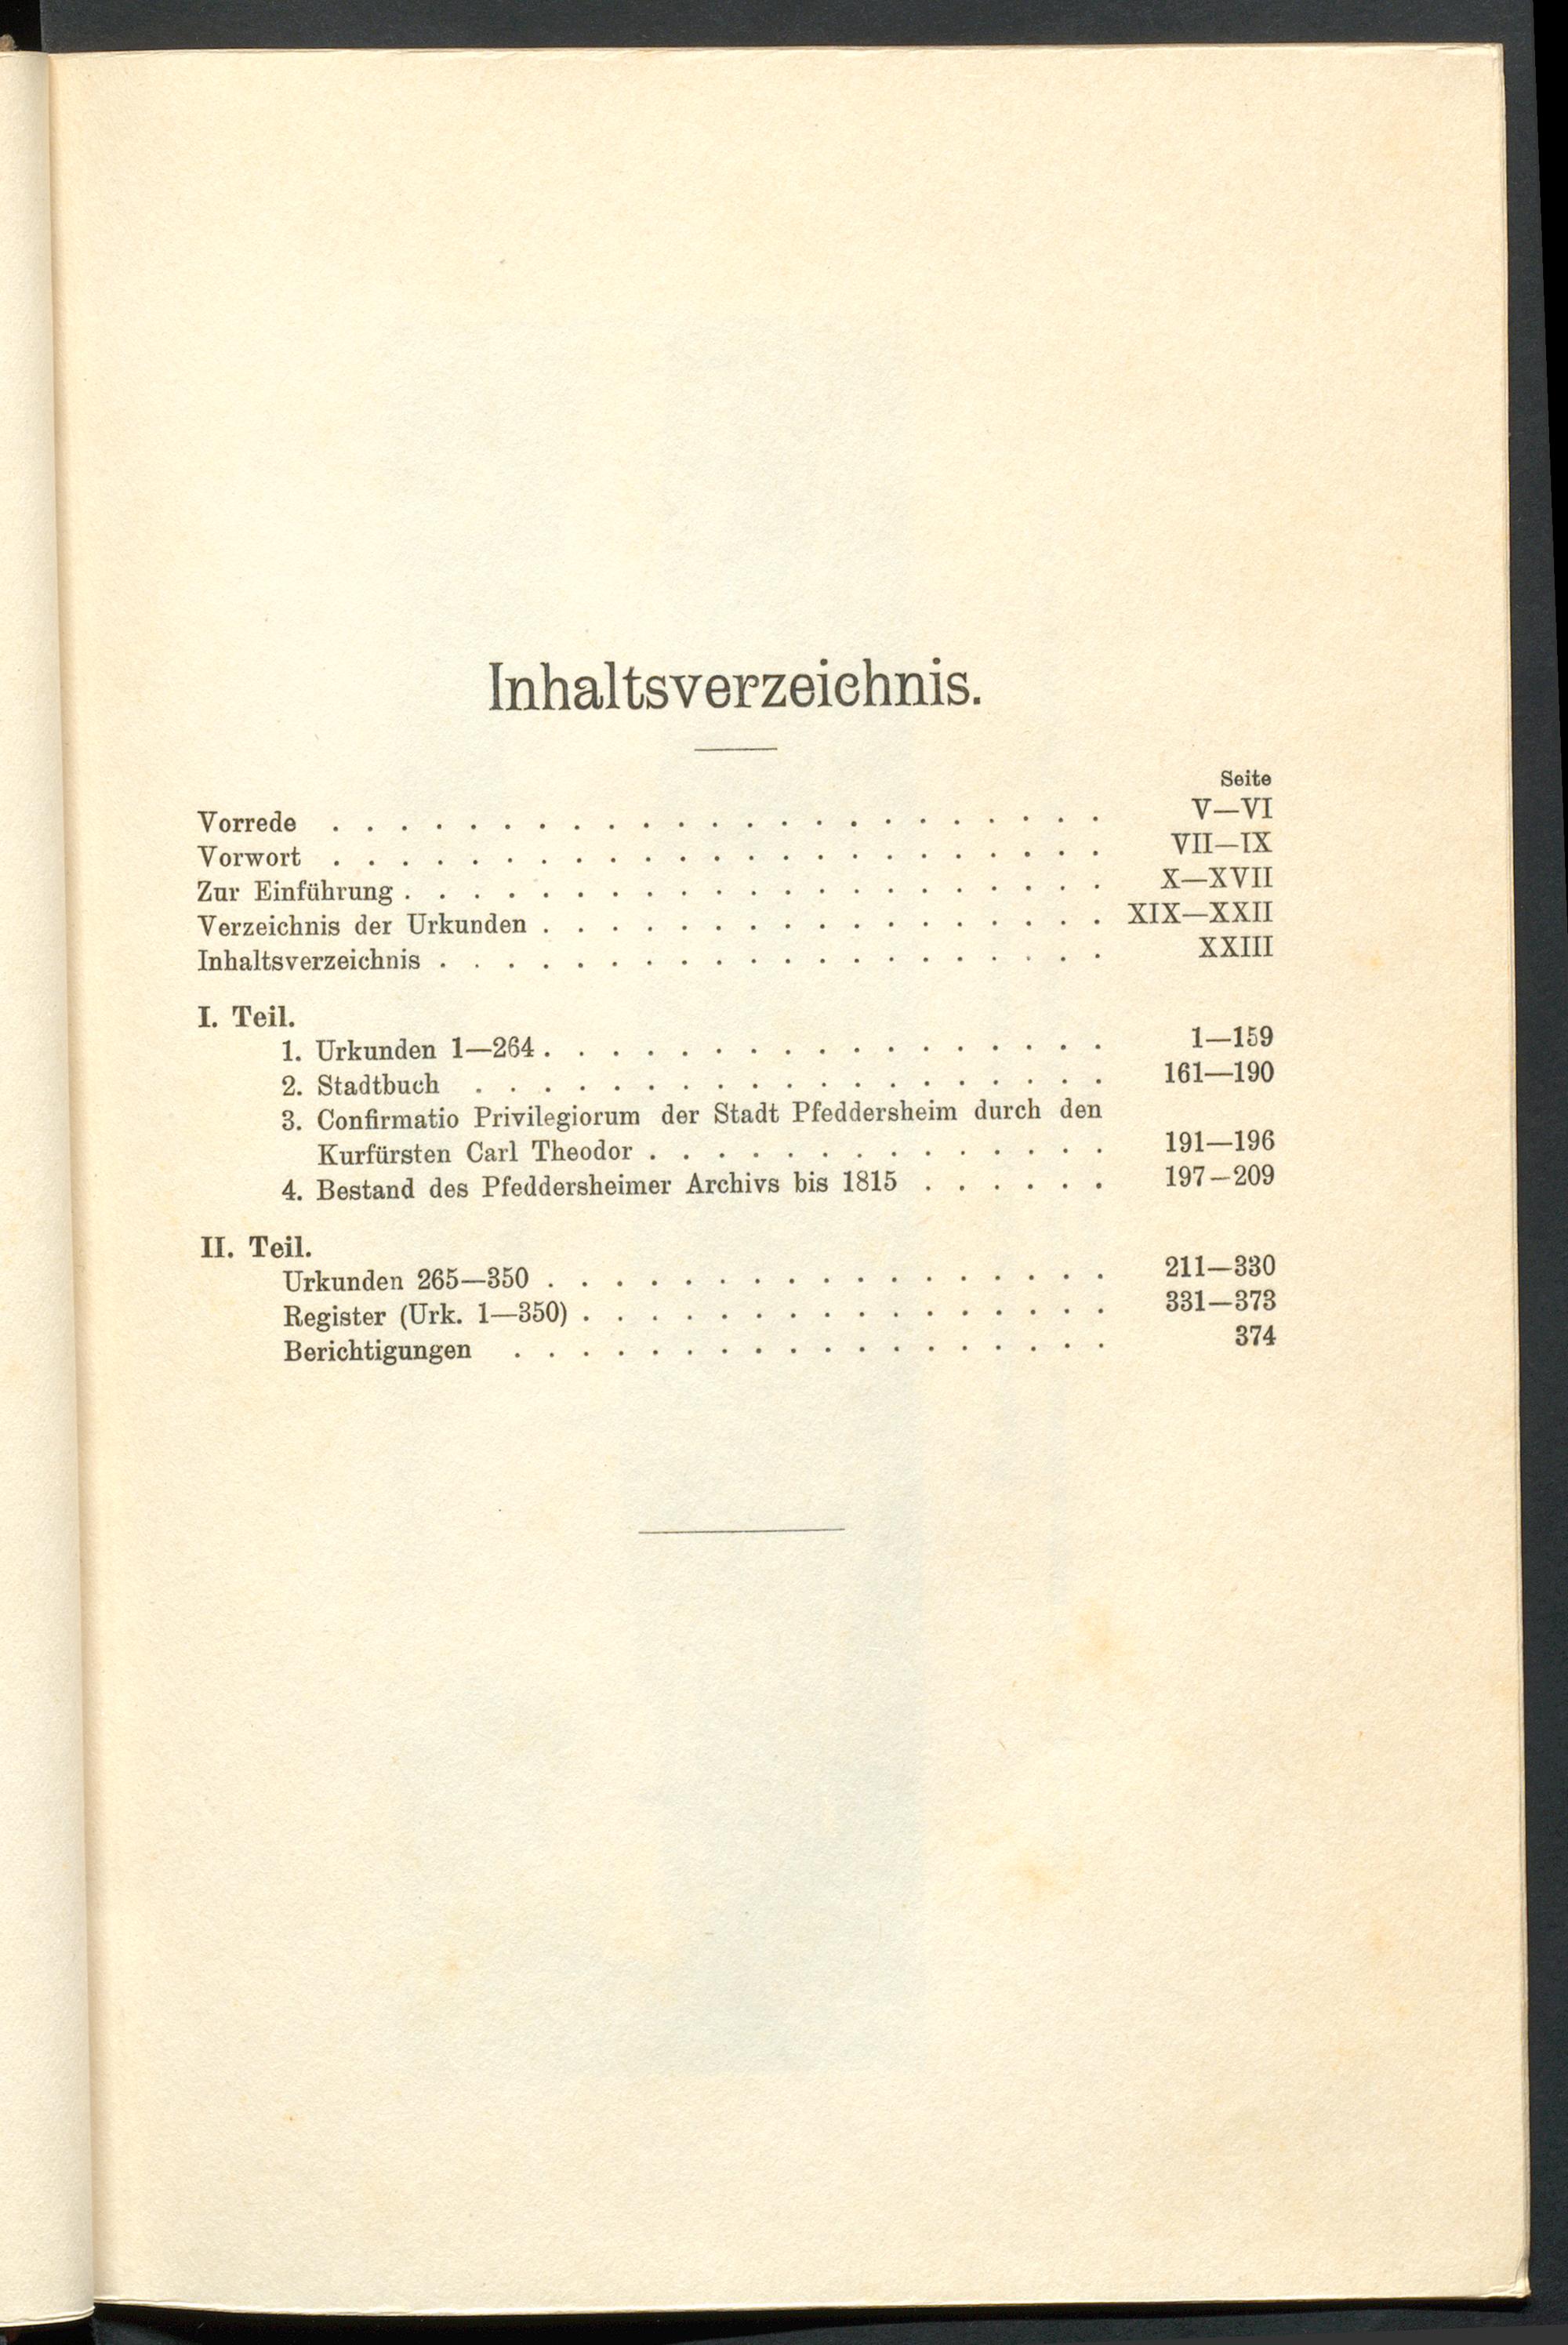 Inhaltsverzeichnis.
Seite
Vorrede . . . . . . . . . . . . . . . . . . . . . . . V—VI
Vorwort . . . . . . . . . . . . . . . . . . . . . . . VII—IX
Zur Einführung . . . . . . . . . . . . . . . . . . . . . X—XVII
Verzeichnis der Urkunden . . . . . . . . . . . . . . . . . XIX—XXII
Inhaltsverzeichnis . . . . . . . . . . . . . . . . . . . . XXIII
I. Teil.
1. Urkunden 1—264 . . . . . . . . . . . . . . . . . 1—159
2. Stadtbuch . . . . . . . . . . . . . . . . . . . 161—190
3. Confirmatio Privilegiorum der Stadt Pfeddersheim durch den
Kurfürsten Carl Theodor . . . . . . . . . . . . . . 191—196
4. Bestand des Pfeddersheimer Archivs bis 1815 . . . . . . 197—209
II. Teil.
Urkunden 265—350 . . . . . . . . . . . . . . . . . 211—330
Register (Urk. 1—350) . . . . . . . . . . . . . . . . 331—373
Berichtigungen . . . . . . . . . . . . . . . . . . 374